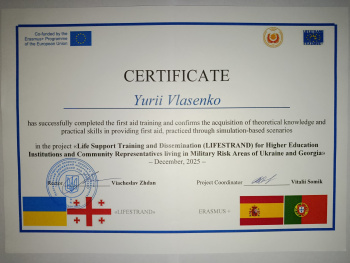 Co-funded by the
Erasmus+ Programme
of the European Union
CERTIFICATE
Yurii Vlasenko
has successfully completed the first aid training and confirms the acquisition of theoretical knowledge and
practical skills in providing first aid, practiced through simulation-based scenarios
in the project «Life Support Training and Dissemination (LIFESTRAND) for Higher Education
Institutions and Community Representatives living in Military Risk Areas of Ukraine and Georgia»
– December, 2025 –
Rector Viacheslav Zhdan Project Coordinator Vitalii Somik
«LIFESTRAND» ERASMUS +